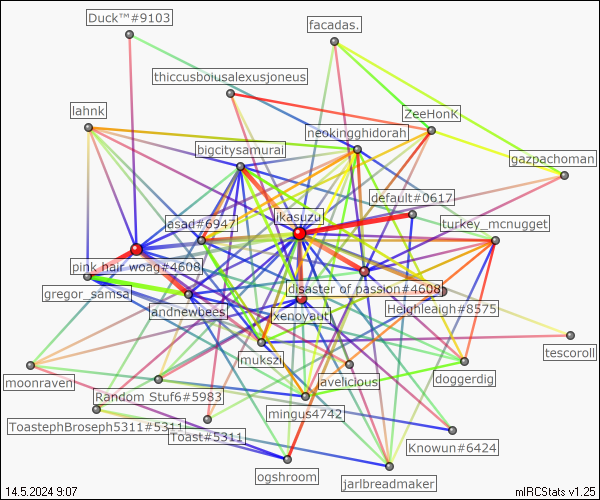 Duck™#9103
facadas.
thiccusboiusalexusjoneus
lahnk
ZeeHonK
neokingghidorah
bigcitysamurai
gazpachoman
default#0617
jkasuzu
asad#6947
turkey_mcnugget
pink hair woag#4608
disaster of passion#4608
gregor_samsa
andnewbees
Heighleaigh#8575
xenoyaut
mukszi
tescoroll
moonraven
avelicious
doggerdig
Random Stuf6#5983
mingus4742
ToastephBroseph5311#5311
Toast#5311
Knowun#6424
ogshroom
jarlbreadmaker
14.5.2024 9:07
mIRCStats v1.25